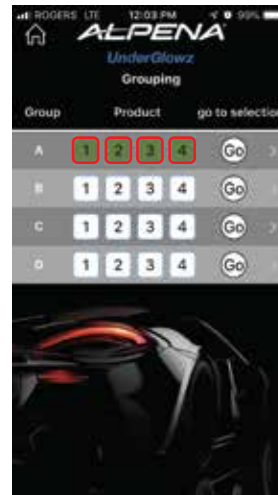 ROGERS LTE 12:03 PM 99%
ALPENA
UnderGlowz
Grouping
Group Product go to selection
A 1 2 3 4 Go
B 1 2 3 4 Go
C 1 2 3 4 Go
D 1 2 3 4 Go